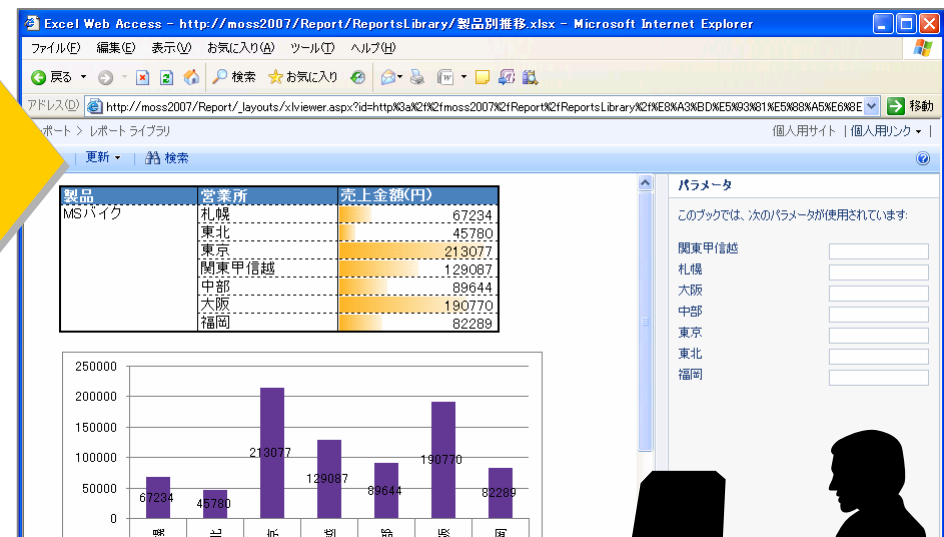 Excel Web Access - http://moss2007/Report/ReportsLibrary/製品別推移.xlsx - Microsoft Internet Explorer
ファイル(F) 編集(E) 表示(V) お気に入り(A) ツール(T) ヘルプ(H)
戻る 検索 お気に入り
アドレス(D) http://moss2007/Report/_layouts/xlviewer.aspx?id=http%3a%2f%2fmoss2007%2fReport%2fReportsLibrary%2f%E8%A3%BD%E5%93%81%E5%88%A5%E6%8E 移動
ポート > レポート ライブラリ 個人用サイト | 個人用リンク |
更新 | 検索
製品 営業所 売上金額(円)
MSバイク 札幌 67234
東北 45780
東京 213077
関東甲信越 129087
中部 89644
大阪 190770
福岡 82289
パラメータ
このブックでは、次のパラメータが使用されています:
関東甲信越
札幌
大阪
中部
東京
東北
福岡
250000
200000
150000
100000
50000
0
67234
45780
213077
129087
89644
190770
82289